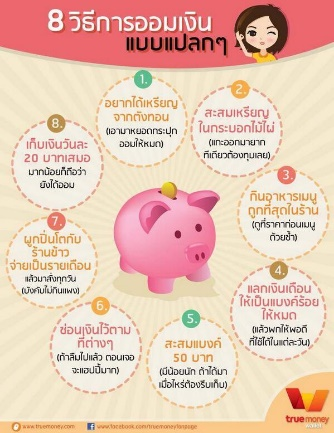 8 วิธีการออมเงิน
แบบแปลกๆ
1.
อยากได้เหรียญ
จากตังทอน
(เอามาหยอดกระปุก
ออมให้หมด)
2.
สะสมเหรียญ
ในกระบอกไม้ไผ่
(แกะออกมายาก
ทีเดียวต้องทุบเลย)
3.
กินอาหารเมนู
ถูกที่สุดในร้าน
(ดูที่ราคาก่อนเมนู
ด้วยซ้ำ)
4.
แลกเงินเดือน
ให้เป็นแบงค์ร้อย
ให้หมด
(แล้วพกให้พอดี
ที่ใช้ได้ในแต่ละวัน)
5.
สะสมแบงค์
50 บาท
(มีน้อยนัก ถ้าได้มา
เมื่อไหร่ต้องรีบเก็บ)
6.
ซ่อนเงินไว้ตาม
ที่ต่างๆ
(ถ้าลืมไปแล้ว ตอนเจอ
จะแฮปปี้มาก)
7.
ผูกปิ่นโตกับ
ร้านข้าว
จ่ายเป็นรายเดือน
แล้วมาสั่งทุกวัน
(บังคับไม่กินแพง)
8.
เก็บเงินวันละ
20 บาทเสมอ
มากน้อยก็ถือว่า
ยังได้ออม
true money
wallet
www.truemoney.com
www.facebook.com/truemoneyfanpage